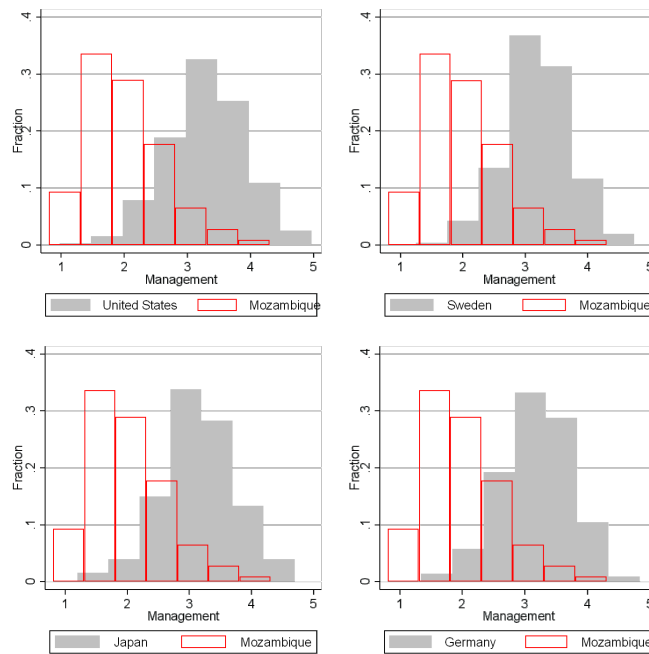 .4
.3
.2
.1
0
Fraction
1 2 3 4 5
Management
United States Mozambique
.4
.3
.2
.1
0
Fraction
1 2 3 4 5
Management
Sweden Mozambique
.4
.3
.2
.1
0
Fraction
1 2 3 4 5
Management
Japan Mozambique
.4
.3
.2
.1
0
Fraction
1 2 3 4 5
Management
Germany Mozambique